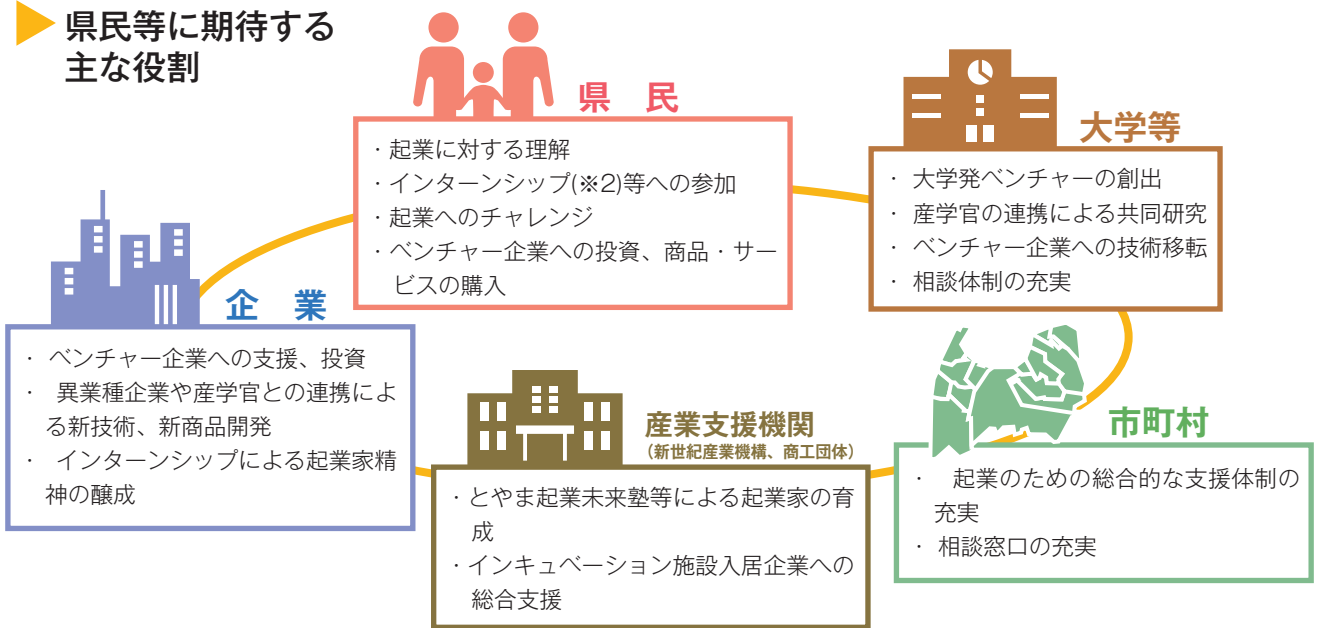 県民等に期待する
主な役割
県　民
・起業に対する理解
・インターンシップ(※2)等への参加
・起業へのチャレンジ
・ベンチャー企業への投資、商品・サー
ビスの購入
大学等
・ 大学発ベンチャーの創出
・ 産学官の連携による共同研究
・ ベンチャー企業への技術移転
・ 相談体制の充実
企　業
・ ベンチャー企業への支援、投資
・ 異業種企業や産学官との連携によ
る新技術、新商品開発
・ インターンシップによる起業家精
神の醸成
産業支援機関
（新世紀産業機構、商工団体）
・とやま起業未来塾等による起業家の育
成
・インキュベーション施設入居企業への
総合支援
市町村
・ 起業のための総合的な支援体制の
充実
・ 相談窓口の充実